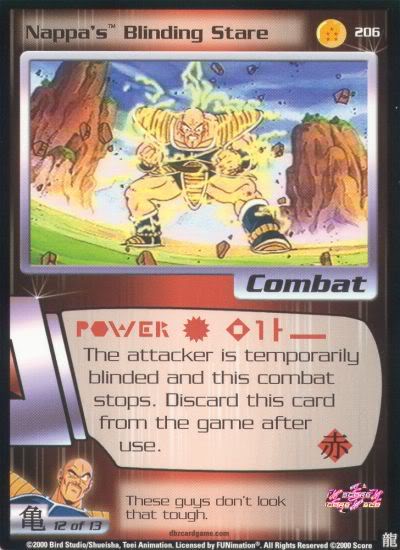 Nappa's™ Blinding Stare
206
Combat
POWER
The attacker is temporarily
blinded and this combat
stops. Discard this card
from the game after
use.
赤
These guys don't look
that tough.
亀 12 of 13
dbzcardgame.com
©2000 Bird Studio/Shueisha, Toei Animation. Licensed by FUNimation®. All Rights Reserved ©2000 Score
龍